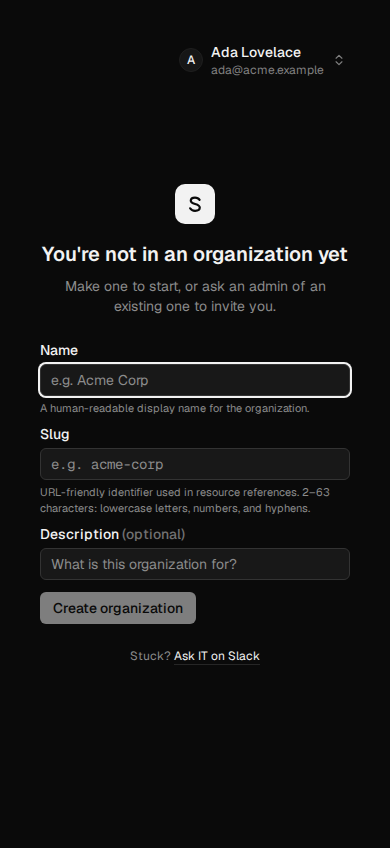 A
Ada Lovelace
ada@acme.example
S
You're not in an organization yet
Make one to start, or ask an admin of an
existing one to invite you.
Name
e.g. Acme Corp
A human-readable display name for the organization.
Slug
e.g. acme-corp
URL-friendly identifier used in resource references. 2–63
characters: lowercase letters, numbers, and hyphens.
Description (optional)
What is this organization for?
Create organization
Stuck? Ask IT on Slack